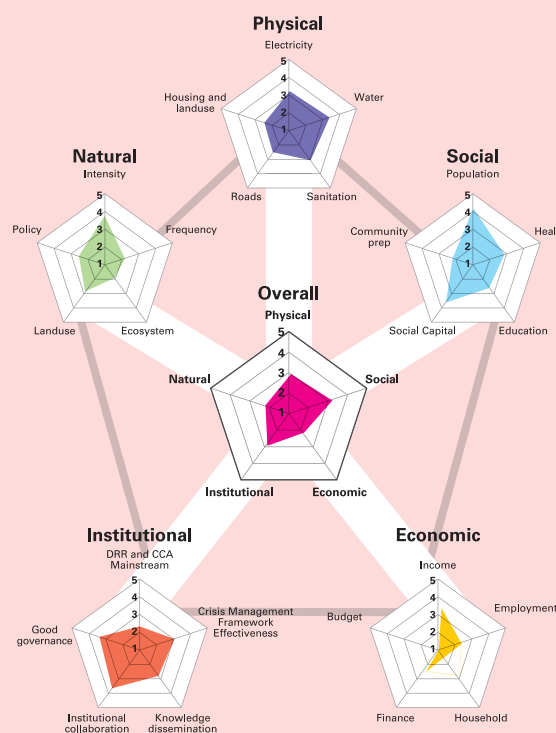 Physical
Electricity
5
4
3
2
1
Housing and
landuse
Water
Roads
Sanitation
Natural
Intensity
5
4
3
2
1
Policy
Frequency
Landuse
Ecosystem
Social
Population
5
4
3
2
1
Community
prep
Heal
Social Capital
Education
Overall
Physical
5
4
3
2
1
Natural
Social
Institutional
Economic
Institutional
DRR and CCA
Mainstream
5
4
3
2
1
Good
governance
Crisis Management
Framework
Effectiveness
Institutional
collaboration
Knowledge
dissemination
Economic
Income
5
4
3
2
1
Budget
Employment
Finance
Household